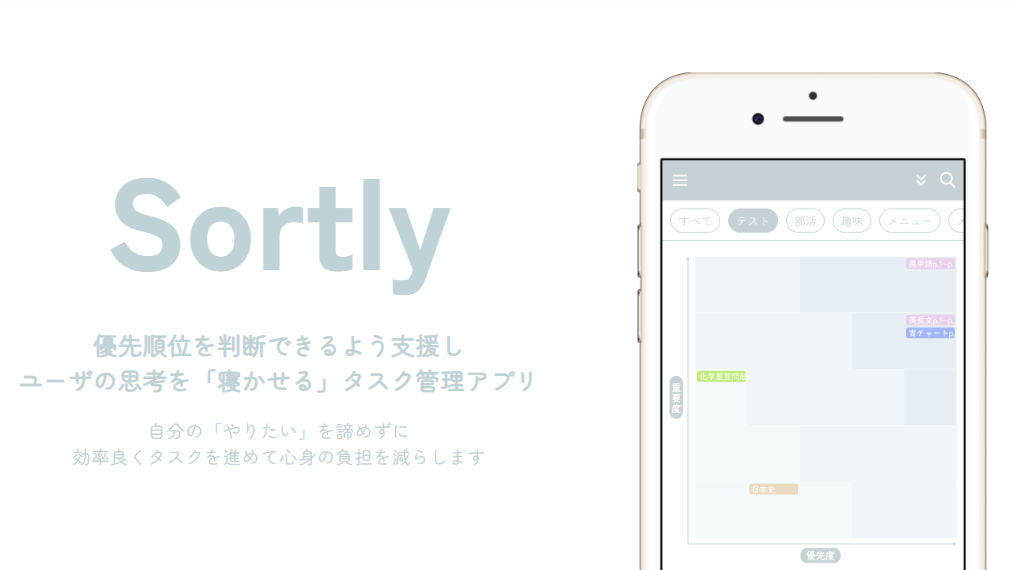 Sortly
優先順位を判断できるよう支援し
ユーザの思考を「寝かせる」タスク管理アプリ
自分の「やりたい」を諦めずに
効率良くタスクを進めて心身の負担を減らします
すべて
テスト
部活
趣味
メニュー
英単語p.1~p.
英長文p.1~p.
青チャートp.
重要度
日本史
優先度